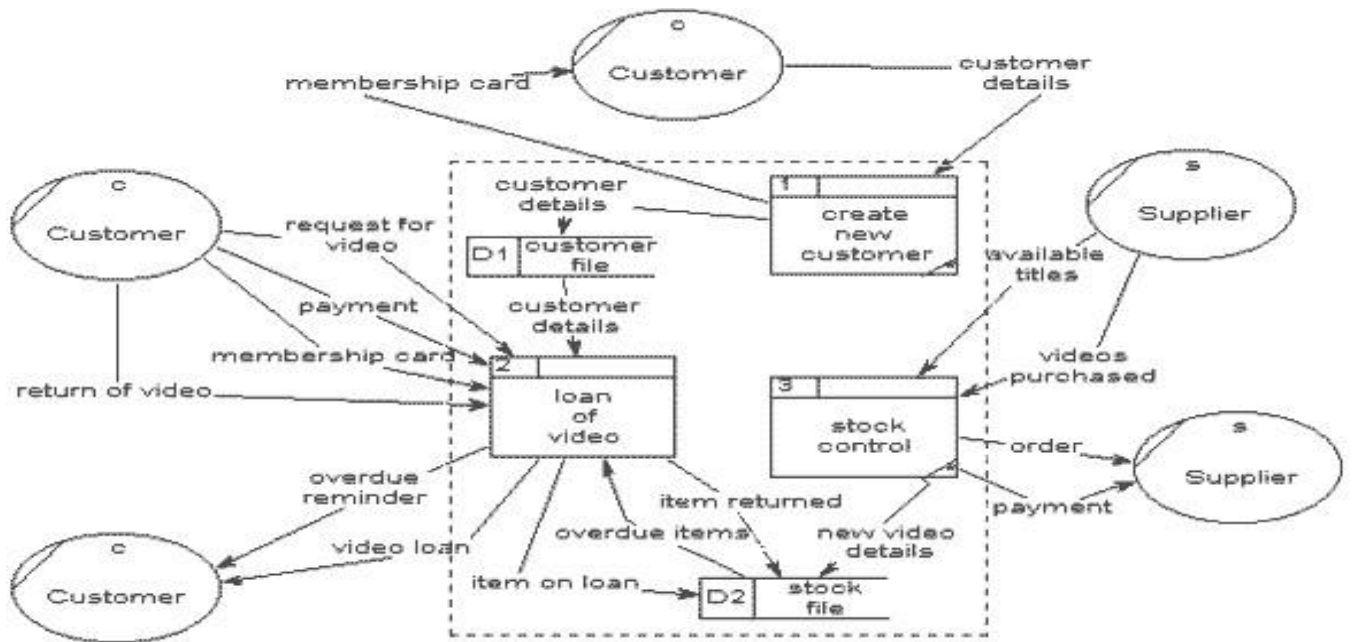 c
Customer
membership card
customer
details
c
Customer
s
Supplier
customer
details
1
create
new
customer
*
request for
video
D1
customer
file
available
titles
payment
customer
details
membership card
videos
purchased
return of video
2
loan
of
video
3
stock
control
*
order
s
Supplier
overdue
reminder
item returned
payment
video loan
overdue items
new video
details
c
Customer
item on loan
D2
stock
file